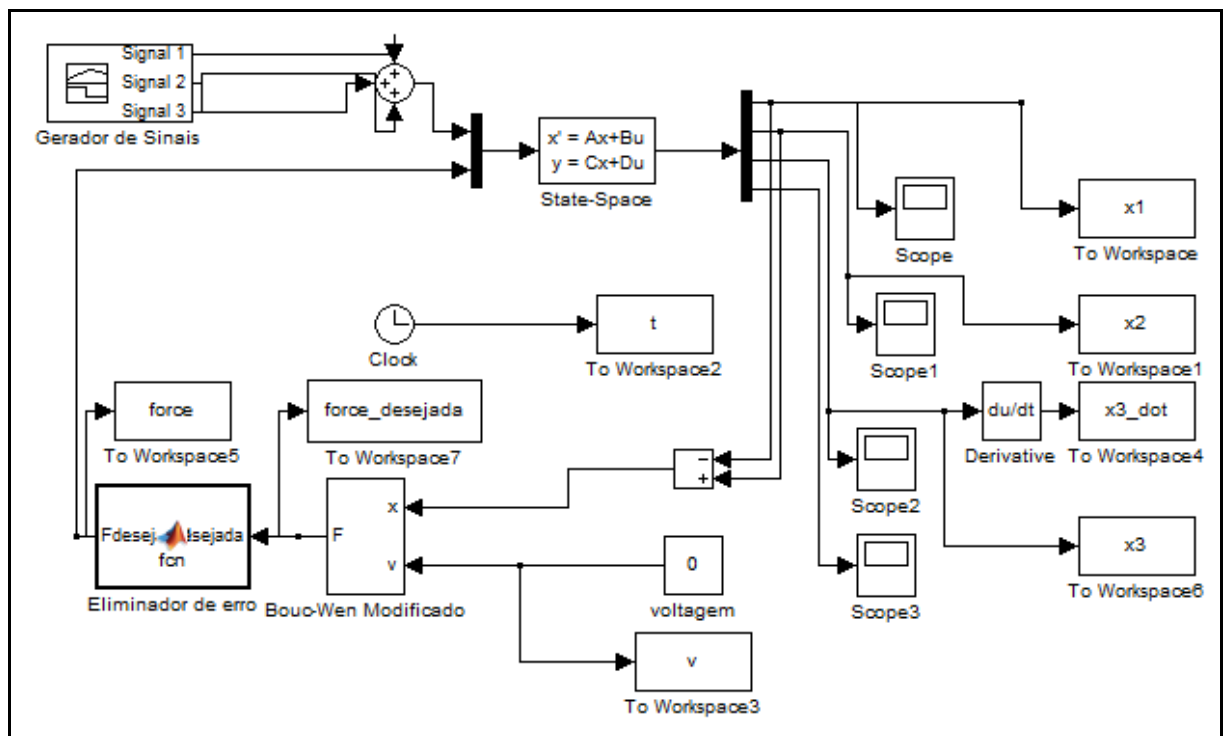 Signal 1
Signal 2
Signal 3
Gerador de Sinais
+
+
+
x' = Ax+Bu
y = Cx+Du
State-Space
Scope
x1
To Workspace
Clock
t
To Workspace2
Scope1
x2
To Workspace1
force
To Workspace5
force_desejada
To Workspace7
−
+
du/dt
Derivative
x3_dot
To Workspace4
Scope2
fcn
Eliminador de erro
x
F
v
Bouc-Wen Modificado
0
voltagem
Scope3
x3
To Workspace6
v
To Workspace3